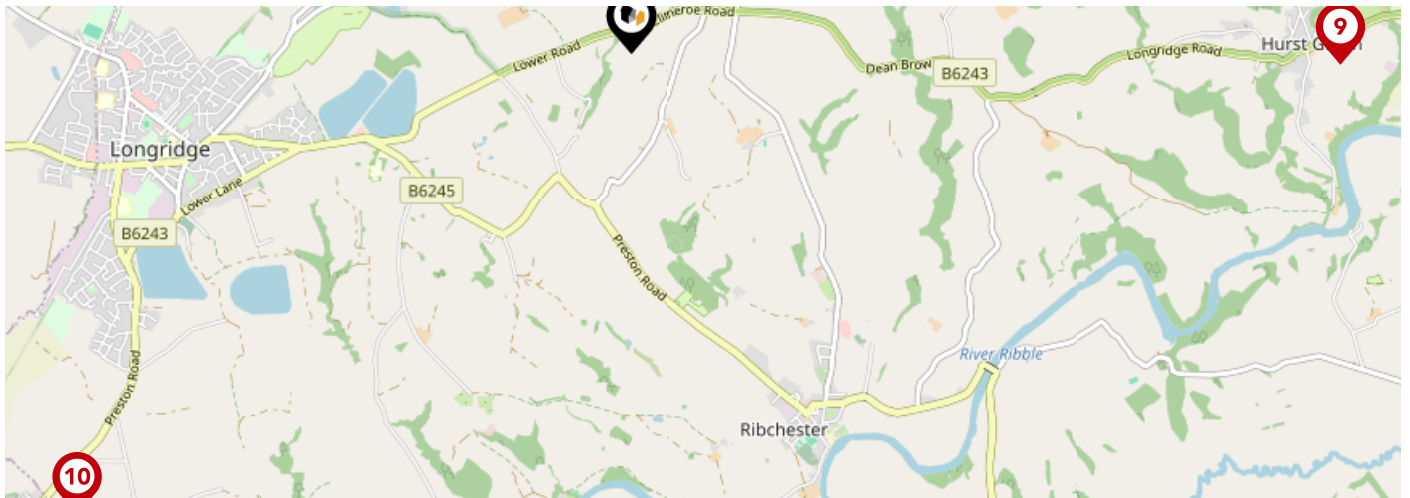 9
Hurst G
Lower Road
Road
Longridge Road
Dean Brow
B6243
Longridge
B6245
Lower Lane
B6243
Preston Road
River Ribble
Preston Road
Ribchester
10